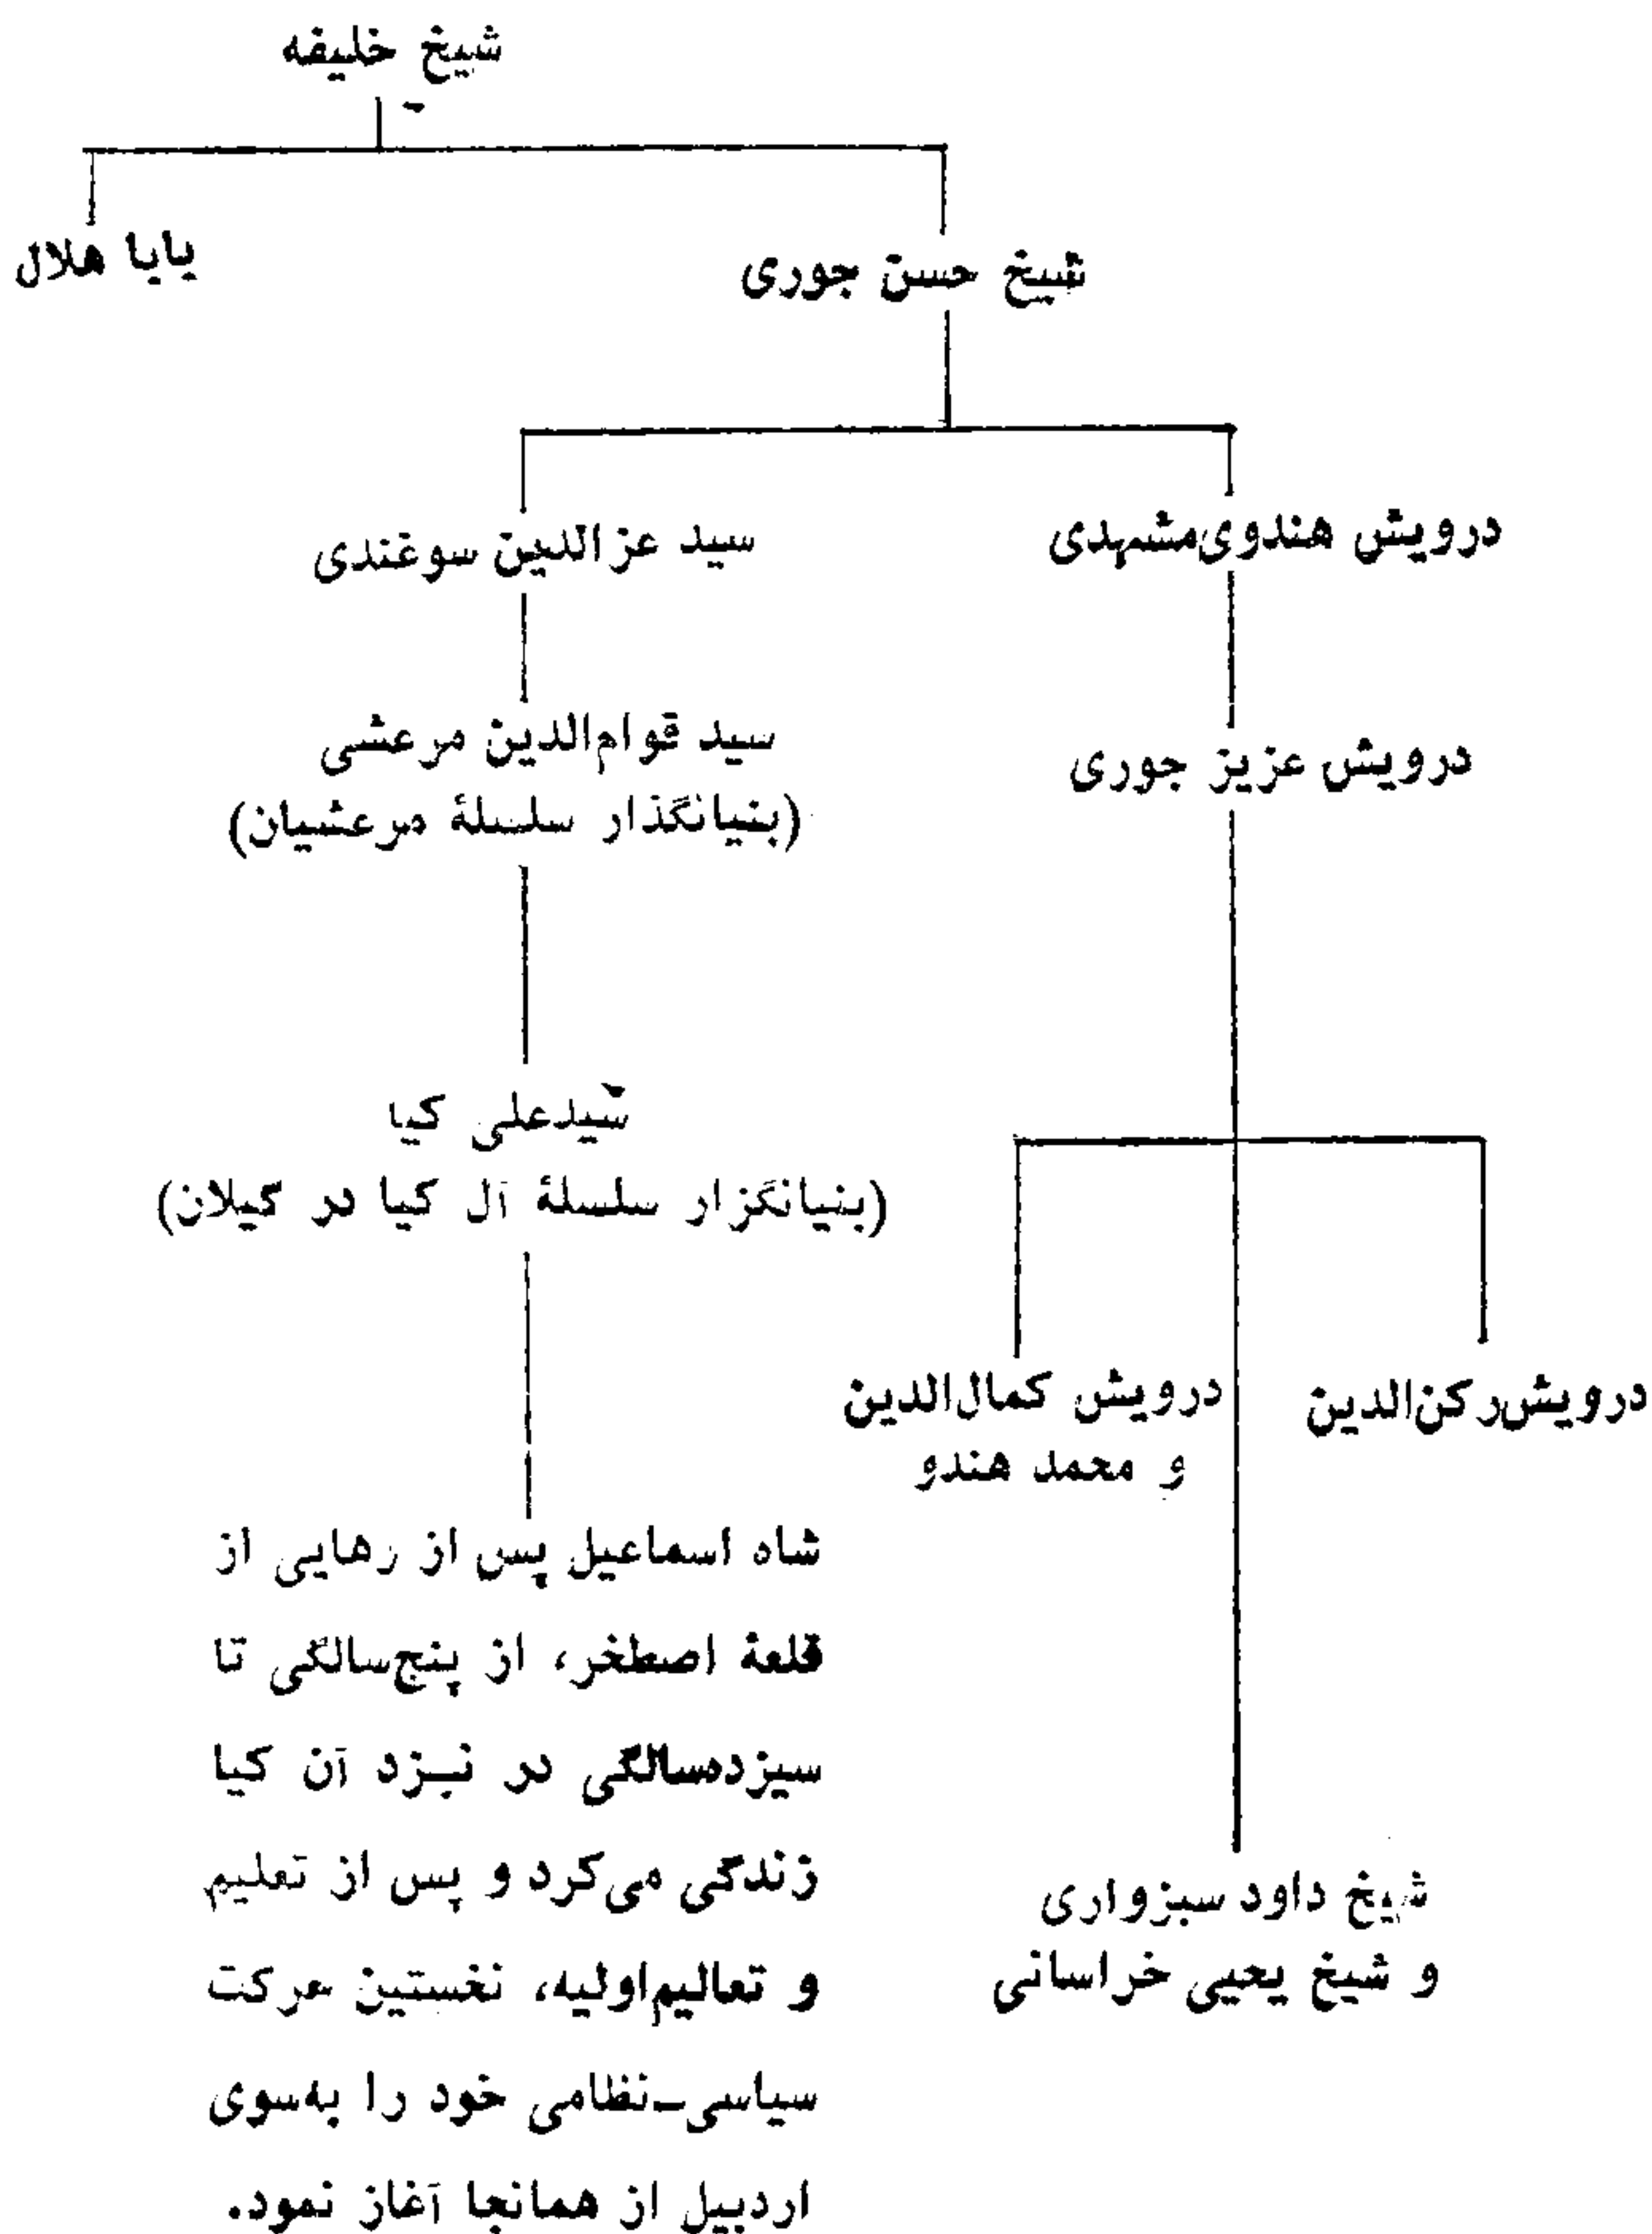 شیخ خلیفه
شیخ حسن جوری
بابا هلال
درویش هندوی‌مشهدی
سید عزالدین سوغندی
درویش عزیز جوری
سید قوام‌الدین مرعشی
(بنیانگذار سلسلهٔ مرعشیان)
سیدعلی کیا
(بنیانگزار سلسلهٔ آل کیا در گیلان)
درویش‌رکن‌الدین
درویش کمال‌الدین
و محمد هندو
شیخ داود سبزواری
و شیخ یحیی خراسانی
شاه اسماعیل پس از رهایی از
قلعهٔ اصطخر، از پنج‌سالگی تا
سیزده‌سالگی در نزد آن کیا
زندگی می‌کرد و پس از تعلیم
و تعالیم‌اولیه، نخستین حرکت
سیاسی‌ـ‌نظامی خود را به‌سوی
اردبیل از همانجا آغاز نمود.